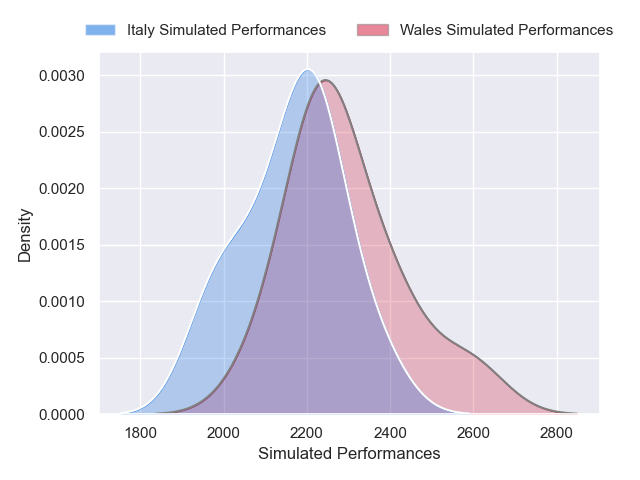 Italy Simulated Performances Wales Simulated Performances
0.0030
0.0025
0.0020
0.0015
0.0010
0.0005
0.0000
Density
1800 2000 2200 2400 2600 2800
Simulated Performances